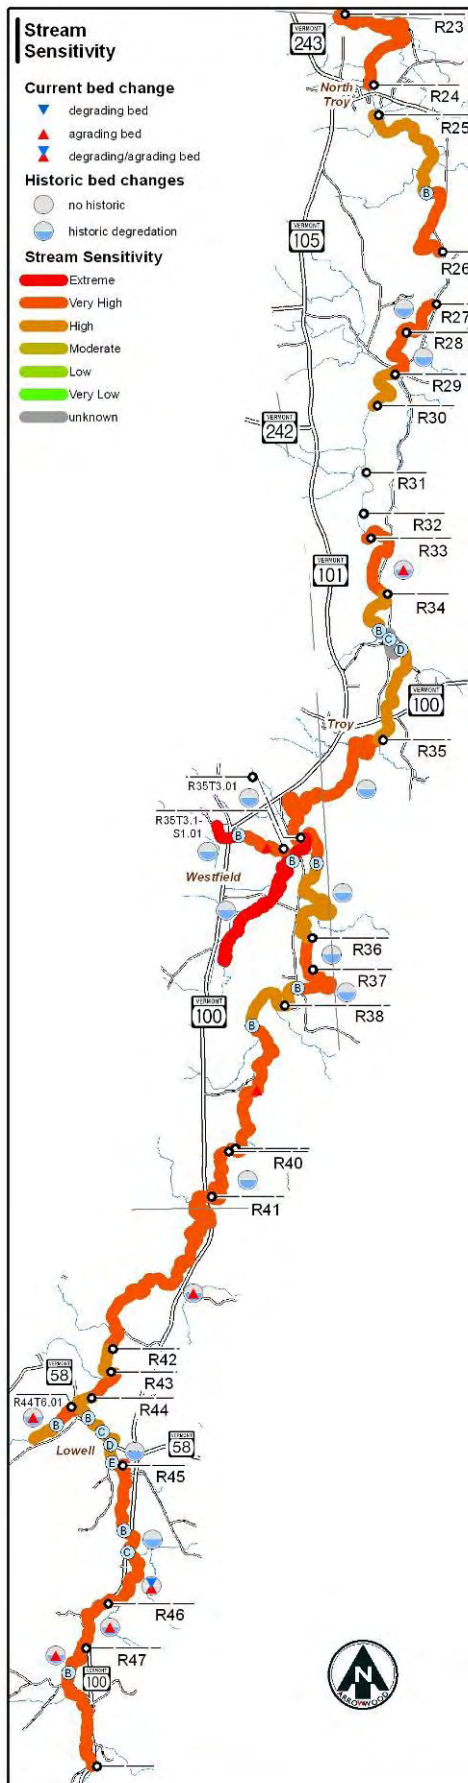 Stream
Sensitivity
Current bed change
degrading bed
agrading bed
degrading/agrading bed
Historic bed changes
no historic
historic degredation
Stream Sensitivity
Extreme
Very High
High
Moderate
Low
Very Low
unknown
R23
VERMONT
243
North
Troy
R24
R25
B
VERMONT
105
R26
R27
R28
R29
R30
VERMONT
242
R31
R32
R33
VERMONT
101
R34
B
C
D
VERMONT
100
Troy
R35
R35T3.01
R35T3.1-
S1.01
B
B
B
Westfield
R36
R37
B
R38
VERMONT
100
B
R40
R41
R42
VERMONT
58
R43
R44T6.01
R44
B
B
C
D
Lowell
VERMONT
58
E
R45
B
C
R46
R47
B
VERMONT
100
N
ARROWWOOD